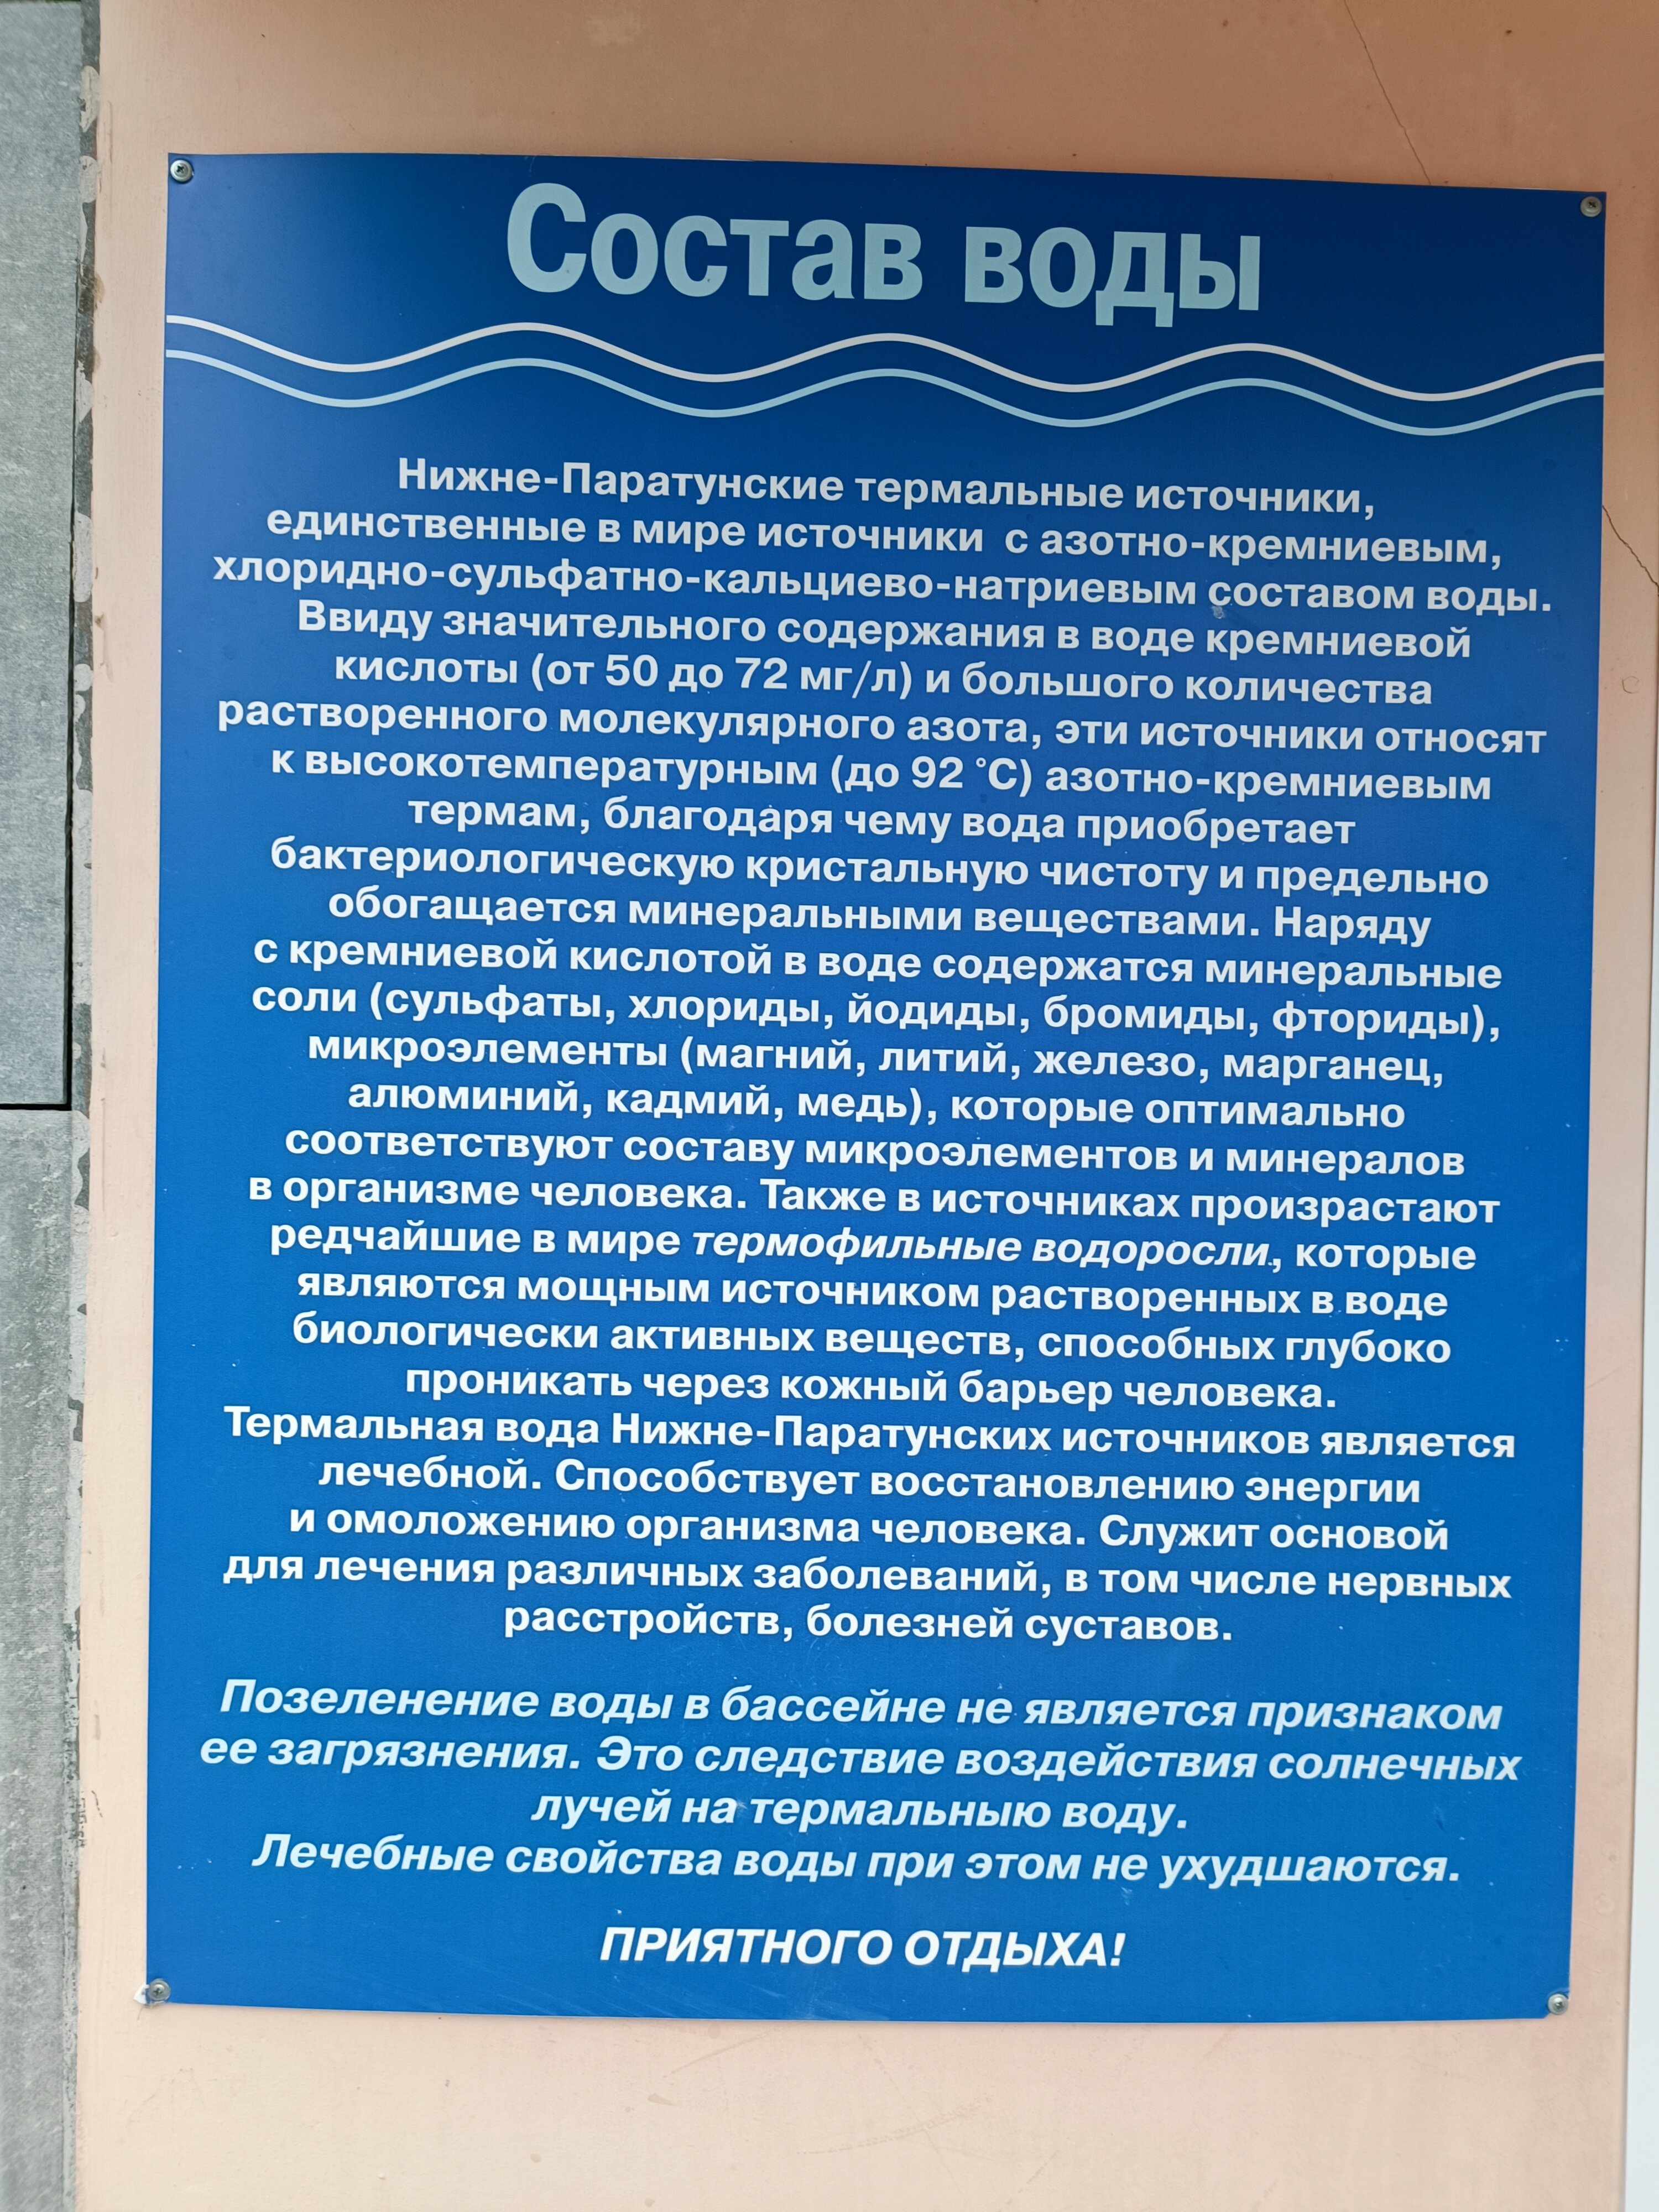 Состав воды
Нижне-Паратунские термальные источники,
единственные в мире источники с азотно-кремниевым,
хлоридно-сульфатно-кальциево-натриевым составом воды.
Ввиду значительного содержания в воде кремниевой
кислоты (от 50 до 72 мг/л) и большого количества
растворенного молекулярного азота, эти источники относят
к высокотемпературным (до 92 °С) азотно-кремниевым
термам, благодаря чему вода приобретает
бактериологическую кристальную чистоту и предельно
обогащается минеральными веществами. Наряду
с кремниевой кислотой в воде содержатся минеральные
соли (сульфаты, хлориды, йодиды, бромиды, фториды),
микроэлементы (магний, литий, железо, марганец,
алюминий, кадмий, медь), которые оптимально
соответствуют составу микроэлементов и минералов
в организме человека. Также в источниках произрастают
редчайшие в мире термофильные водоросли, которые
являются мощным источником растворенных в воде
биологически активных веществ, способных глубоко
проникать через кожный барьер человека.
Термальная вода Нижне-Паратунских источников является
лечебной. Способствует восстановлению энергии
и омоложению организма человека. Служит основой
для лечения различных заболеваний, в том числе нервных
расстройств, болезней суставов.
Позеленение воды в бассейне не является признаком
ее загрязнения. Это следствие воздействия солнечных
лучей на термальныю воду.
Лечебные свойства воды при этом не ухудшаются.
ПРИЯТНОГО ОТДЫХА!